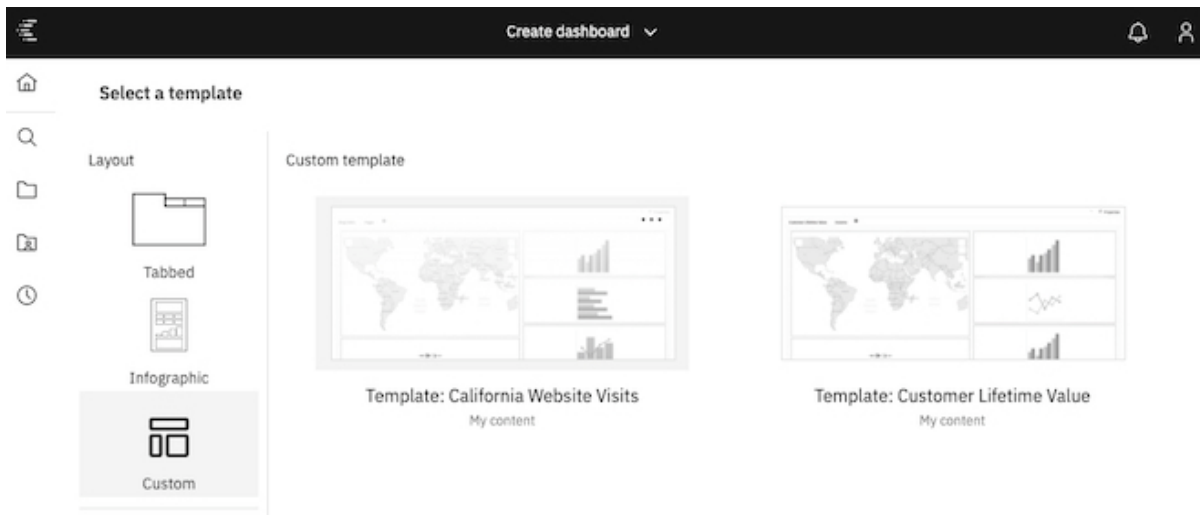 Create dashboard
Select a template
Layout
Tabbed
Infographic
Custom
Custom template
Template: California Website Visits
My content
Template: Customer Lifetime Value
My content